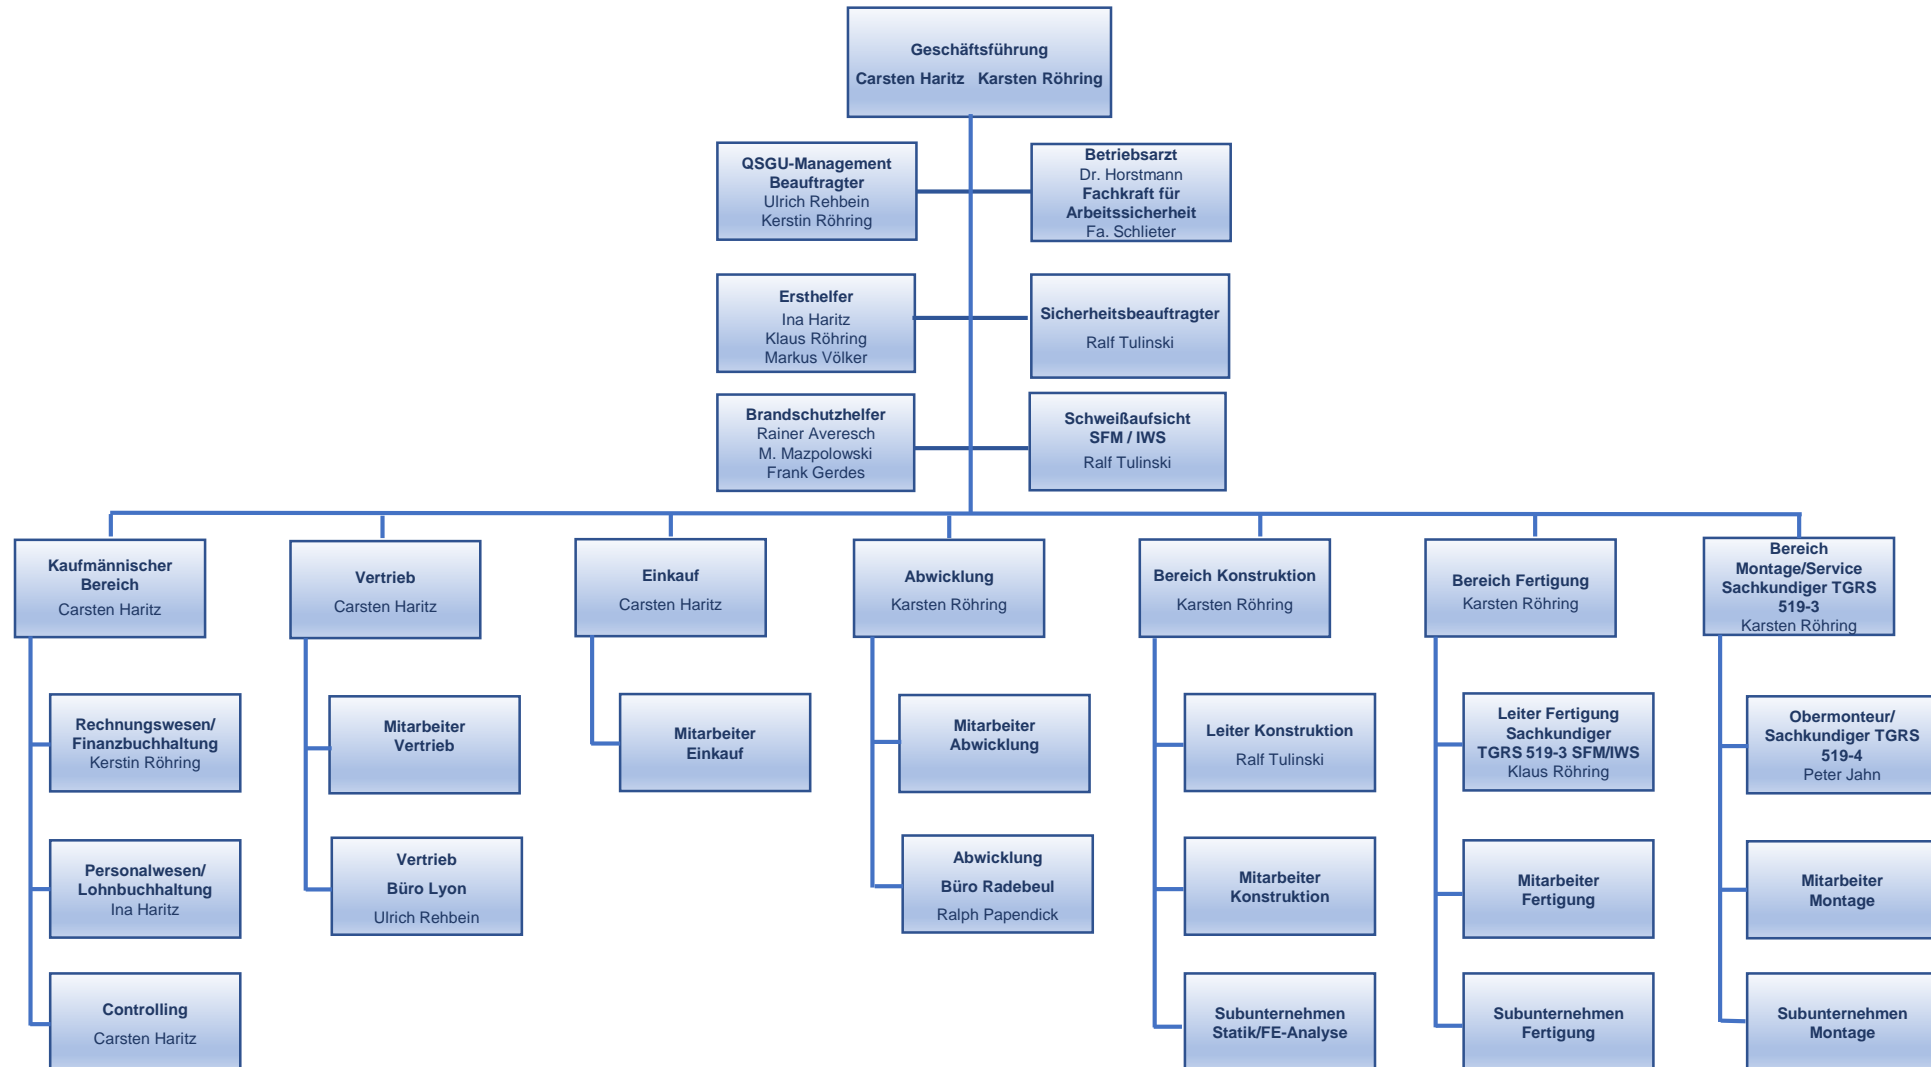 Geschäftsführung
Carsten Haritz Karsten Röhring
QSGU-Management
Beauftragter
Ulrich Rehbein
Kerstin Röhring
Betriebsarzt
Dr. Horstmann
Fachkraft für
Arbeitssicherheit
Fa. Schlieter
Ersthelfer
Ina Haritz
Klaus Röhring
Markus Völker
Sicherheitsbeauftragter
Ralf Tulinski
Brandschutzhelfer
Rainer Averesch
M. Mazpolowski
Frank Gerdes
Schweißaufsicht
SFM / IWS
Ralf Tulinski
Kaufmännischer
Bereich
Carsten Haritz
Vertrieb
Carsten Haritz
Einkauf
Carsten Haritz
Abwicklung
Karsten Röhring
Bereich Konstruktion
Karsten Röhring
Bereich Fertigung
Karsten Röhring
Bereich
Montage/Service
Sachkundiger TGRS
519-3
Karsten Röhring
Rechnungswesen/
Finanzbuchhaltung
Kerstin Röhring
Mitarbeiter
Vertrieb
Mitarbeiter
Einkauf
Mitarbeiter
Abwicklung
Leiter Konstruktion
Ralf Tulinski
Leiter Fertigung
Sachkundiger
TGRS 519-3 SFM/IWS
Klaus Röhring
Obermonteur/
Sachkundiger TGRS
519-4
Peter Jahn
Personalwesen/
Lohnbuchhaltung
Ina Haritz
Vertrieb
Büro Lyon
Ulrich Rehbein
Abwicklung
Büro Radebeul
Ralph Papendick
Mitarbeiter
Konstruktion
Mitarbeiter
Fertigung
Mitarbeiter
Montage
Controlling
Carsten Haritz
Subunternehmen
Statik/FE-Analyse
Subunternehmen
Fertigung
Subunternehmen
Montage